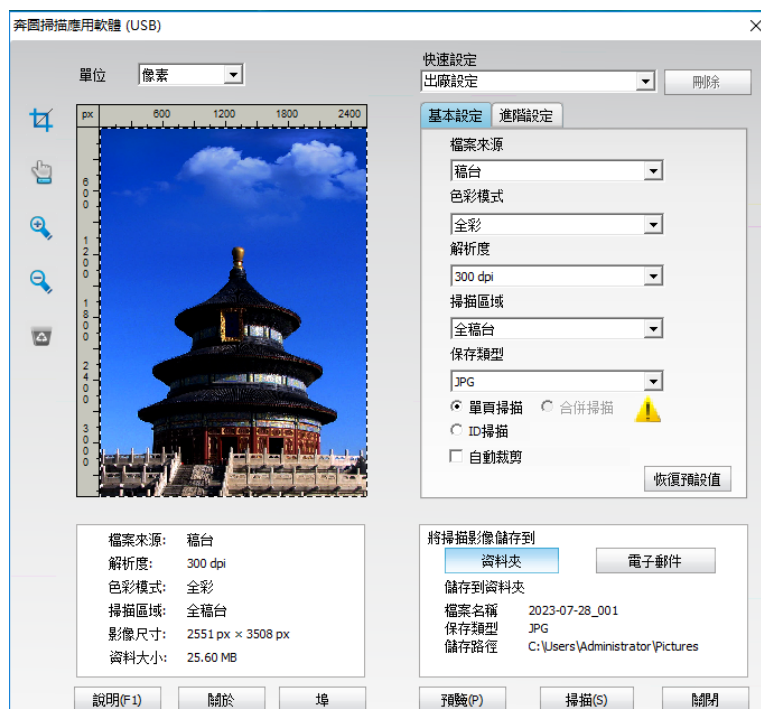 奔圖掃描應用軟體 (USB)
單位 像素
px 600 1200 1800 2400
600
1200
1800
2400
3000
快速設定
出廠設定 刪除
基本設定 進階設定
檔案來源
稿台
色彩模式
全彩
解析度
300 dpi
掃描區域
全稿台
保存類型
JPG
單頁掃描 合併掃描
ID掃描
自動裁剪
恢復預設值
檔案來源: 稿台
解析度: 300 dpi
色彩模式: 全彩
掃描區域: 全稿台
影像尺寸: 2551 px × 3508 px
資料大小: 25.60 MB
將掃描影像儲存到
資料夾 電子郵件
儲存到資料夾
檔案名稱 2023-07-28_001
保存類型 JPG
儲存路徑 C:\Users\Administrator\Pictures
說明(F1) 關於 埠 預覽(P) 掃描(S) 關閉